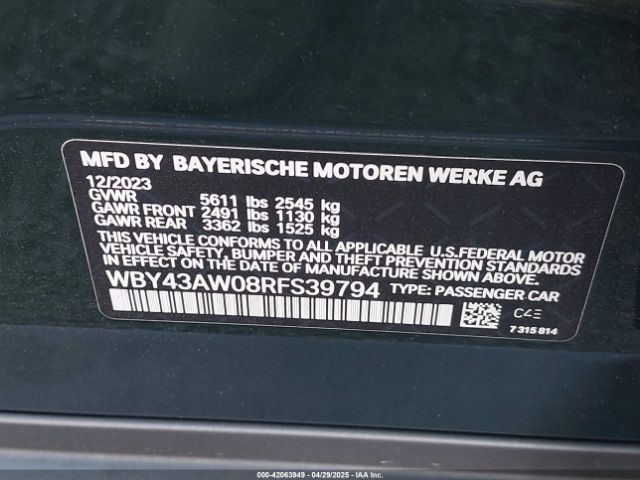 MFD BY BAYERISCHE MOTOREN WERKE AG
12/2023
GVWR 5611 lbs 2545 kg
GAWR FRONT 2491 lbs 1130 kg
GAWR REAR 3362 lbs 1525 kg
THIS VEHICLE CONFORMS TO ALL APPLICABLE U.S.FEDERAL MOTOR
VEHICLE SAFETY, BUMPER AND THEFT PREVENTION STANDARDS
IN EFFECT ON THE DATE OF MANUFACTURE SHOWN ABOVE.
WBY43AW08RFS39794 TYPE: PASSENGER CAR
C4E
7 315 814
000-42063949 - 04/29/2025 - IAA Inc.